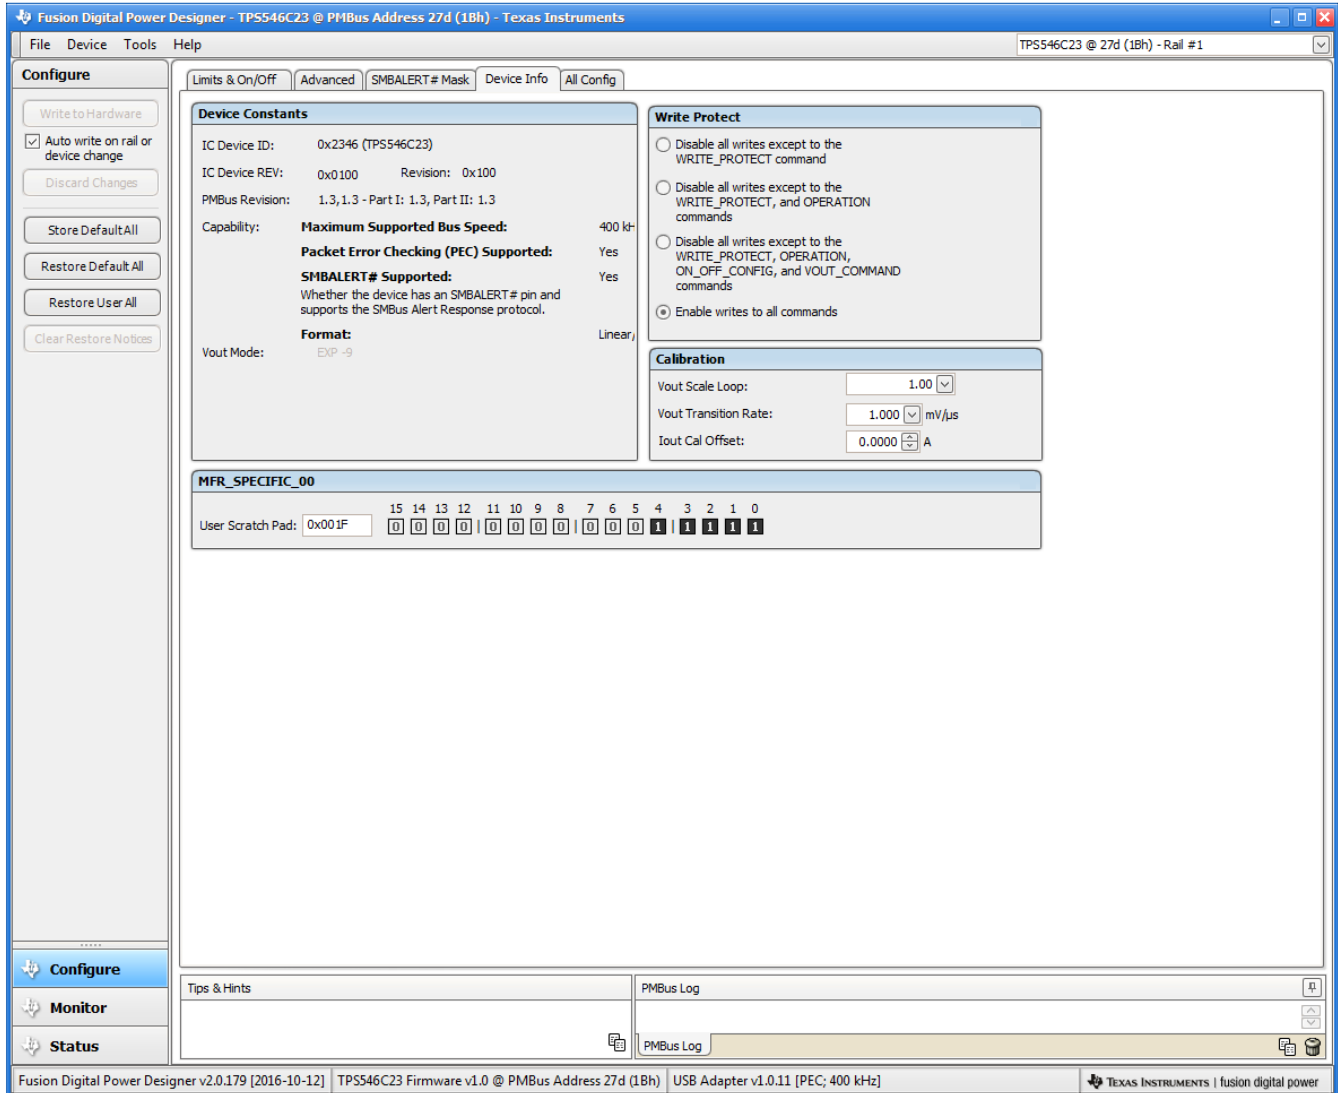 Fusion Digital Power Designer - TPS546C23 @ PMBus Address 27d (1Bh) - Texas Instruments
File Device Tools Help
TPS546C23 @ 27d (1Bh) - Rail #1
Configure
Write to Hardware
Auto write on rail or
device change
Discard Changes
Store Default All
Restore Default All
Restore User All
Clear Restore Notices
Limits & On/Off Advanced SMBALERT# Mask Device Info All Config
Device Constants
IC Device ID: 0x2346 (TPS546C23)
IC Device REV: 0x0100 Revision: 0x100
PMBus Revision: 1.3,1.3 - Part I: 1.3, Part II: 1.3
Capability: Maximum Supported Bus Speed: 400 kH
Packet Error Checking (PEC) Supported: Yes
SMBALERT# Supported: Yes
Whether the device has an SMBALERT# pin and
supports the SMBus Alert Response protocol.
Format: Linear,
Vout Mode: EXP -9
Write Protect
Disable all writes except to the
WRITE_PROTECT command
Disable all writes except to the
WRITE_PROTECT, and OPERATION
commands
Disable all writes except to the
WRITE_PROTECT, OPERATION,
ON_OFF_CONFIG, and VOUT_COMMAND
commands
Enable writes to all commands
Calibration
Vout Scale Loop: 1.00
Vout Transition Rate: 1.000 mV/µs
Iout Cal Offset: 0.0000 A
MFR_SPECIFIC_00
15 14 13 12 11 10 9 8 7 6 5 4 3 2 1 0
User Scratch Pad: 0x001F 0 0 0 0 | 0 0 0 0 | 0 0 0 1 | 1 1 1 1
Configure
Monitor
Status
Tips & Hints
PMBus Log
PMBus Log
Fusion Digital Power Designer v2.0.179 [2016-10-12] TPS546C23 Firmware v1.0 @ PMBus Address 27d (1Bh) USB Adapter v1.0.11 [PEC; 400 kHz] TEXAS INSTRUMENTS | fusion digital power